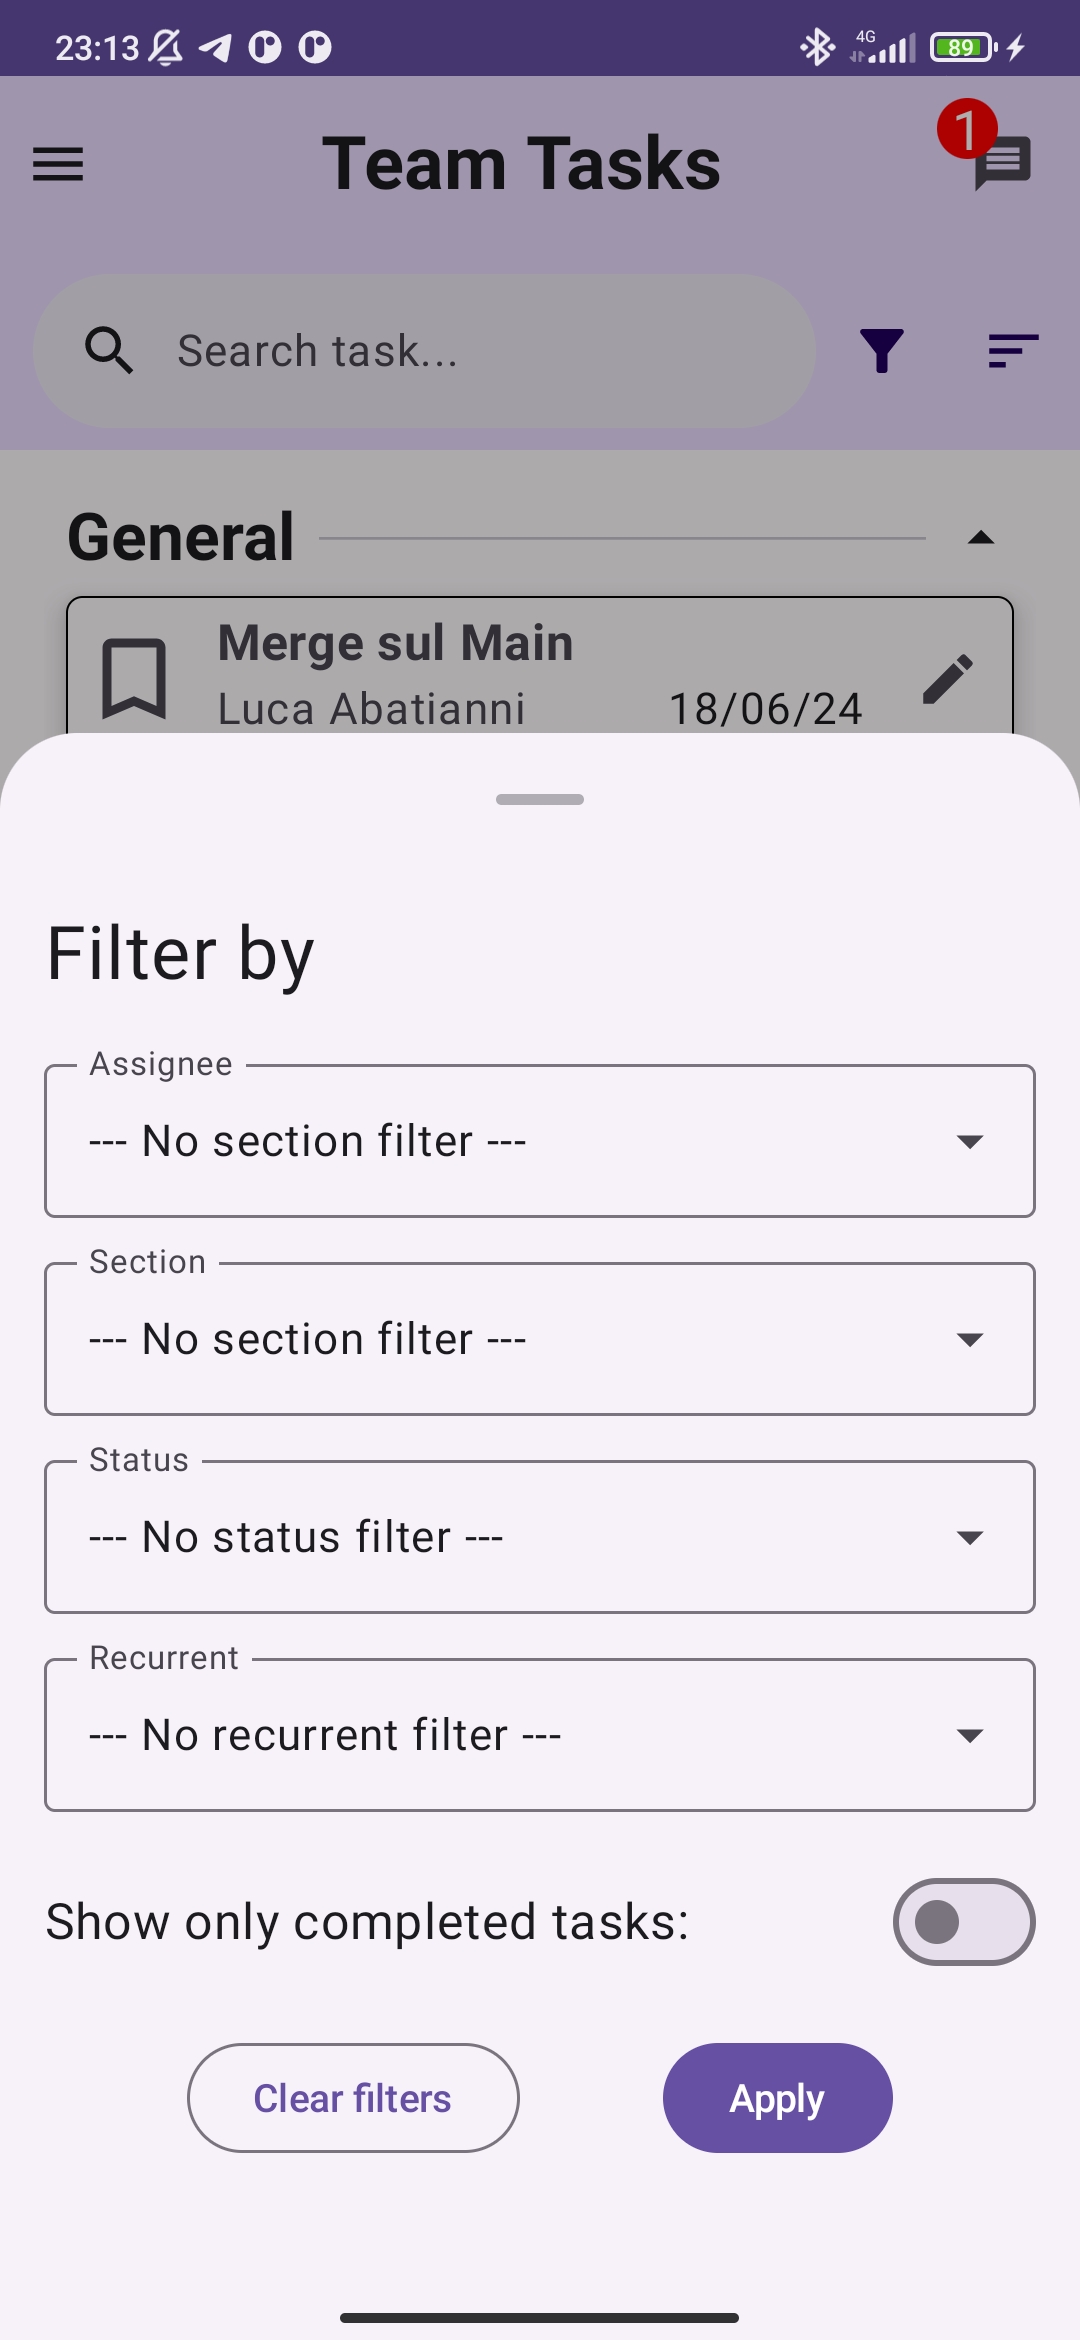 23:13
4G
89
Team Tasks
1
Search task...
General
Merge sul Main
Luca Abatianni 18/06/24
Filter by
Assignee
--- No section filter ---
Section
--- No section filter ---
Status
--- No status filter ---
Recurrent
--- No recurrent filter ---
Show only completed tasks:
Clear filters
Apply